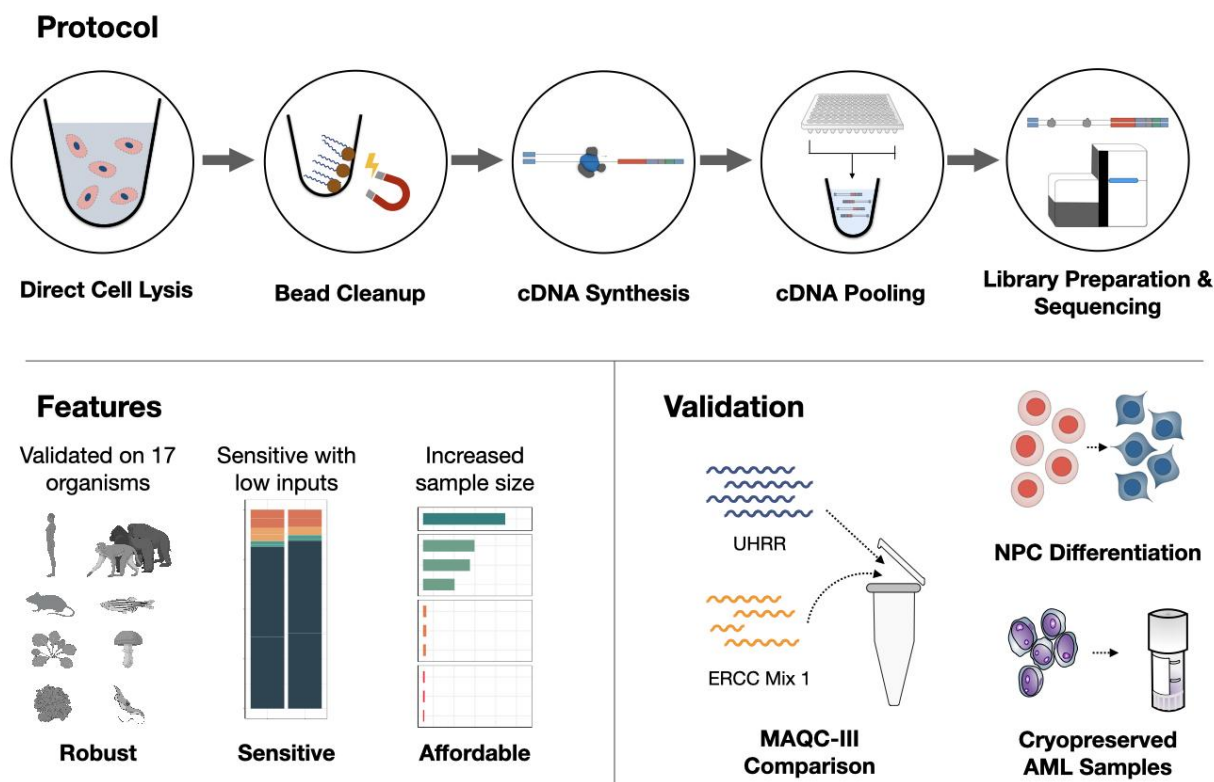 Protocol
Direct Cell Lysis
Bead Cleanup
cDNA Synthesis
cDNA Pooling
Library Preparation &
Sequencing
Features
Validated on 17
organisms
Sensitive with
low inputs
Increased
sample size
Robust
Sensitive
Affordable
Validation
UHRR
ERCC Mix 1
MAQC-III
Comparison
NPC Differentiation
Cryopreserved
AML Samples